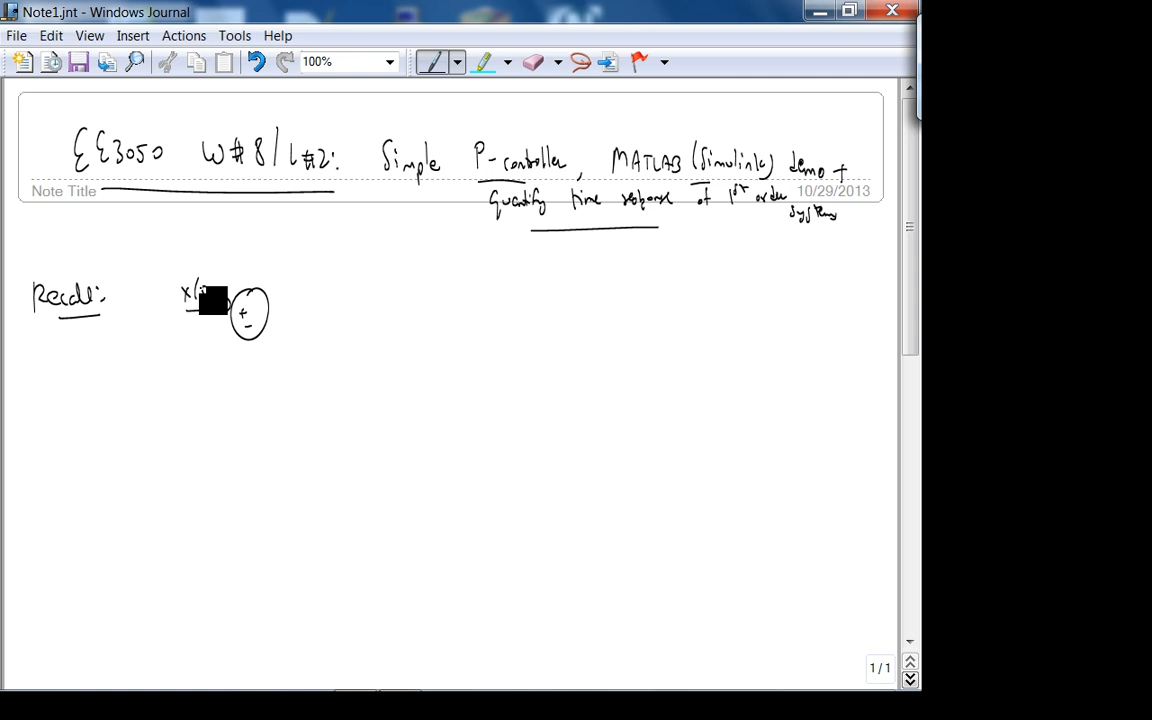 Note1.jnt - Windows Journal
File Edit View Insert Actions Tools Help
100%
EE3050 W#8/L#2: Simple P-controller, MATLAB (Simulink) demo +
Note Title 10/29/2013
Quantify time response of 1st order
systems
Recall:
+
-
1/1